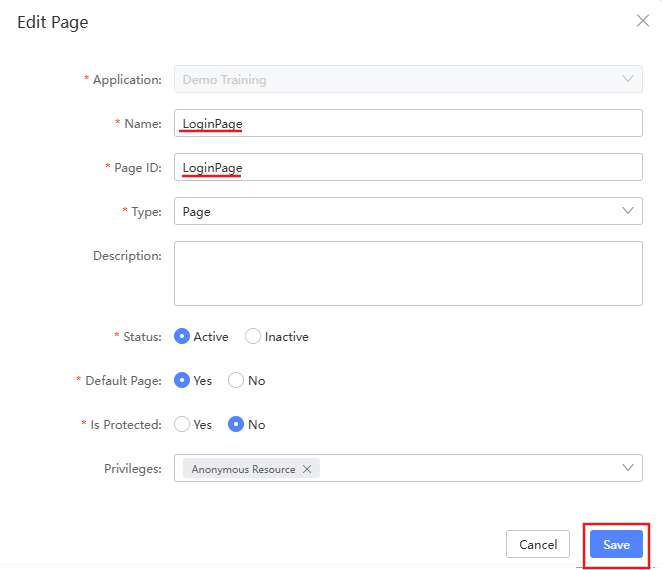 Edit Page
* Application: Demo Training
* Name: LoginPage
* Page ID: LoginPage
* Type: Page
Description:
* Status: Active Inactive
* Default Page: Yes No
* Is Protected: Yes No
Privileges: Anonymous Resource
Cancel Save